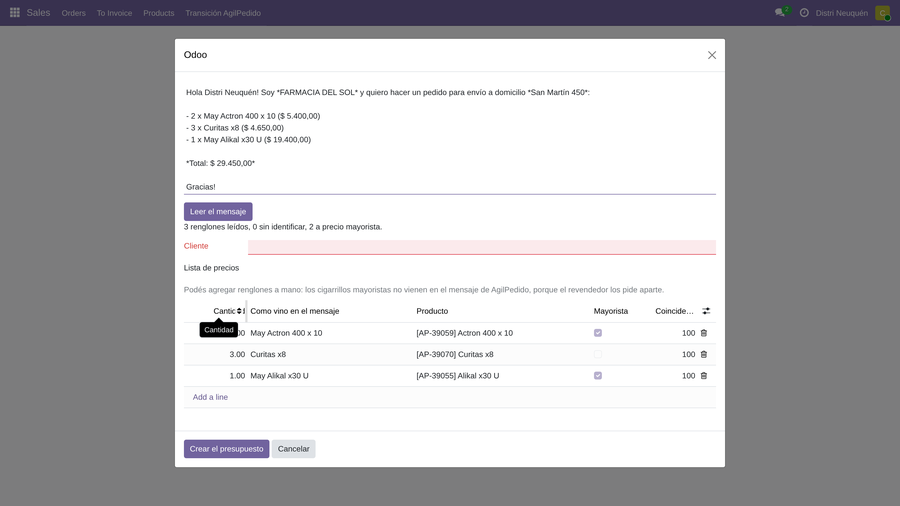 Sales Orders To Invoice Products Transición AgilPedido 2 Distri Neuquén C
Odoo
Hola Distri Neuquén! Soy *FARMACIA DEL SOL* y quiero hacer un pedido para envío a domicilio *San Martín 450*:
- 2 x May Actron 400 x 10 ($ 5.400,00)
- 3 x Curitas x8 ($ 4.650,00)
- 1 x May Alikal x30 U ($ 19.400,00)
*Total: $ 29.450,00*
Gracias!
Leer el mensaje
3 renglones leídos, 0 sin identificar, 2 a precio mayorista.
Cliente
Lista de precios
Podés agregar renglones a mano: los cigarrillos mayoristas no vienen en el mensaje de AgilPedido, porque el revendedor los pide aparte.
Cantic Como vino en el mensaje Producto Mayorista Coincide...
Cantidad
May Actron 400 x 10 [AP-39059] Actron 400 x 10 100
3.00 Curitas x8 [AP-39070] Curitas x8 100
1.00 May Alikal x30 U [AP-39055] Alikal x30 U 100
Add a line
Crear el presupuesto Cancelar